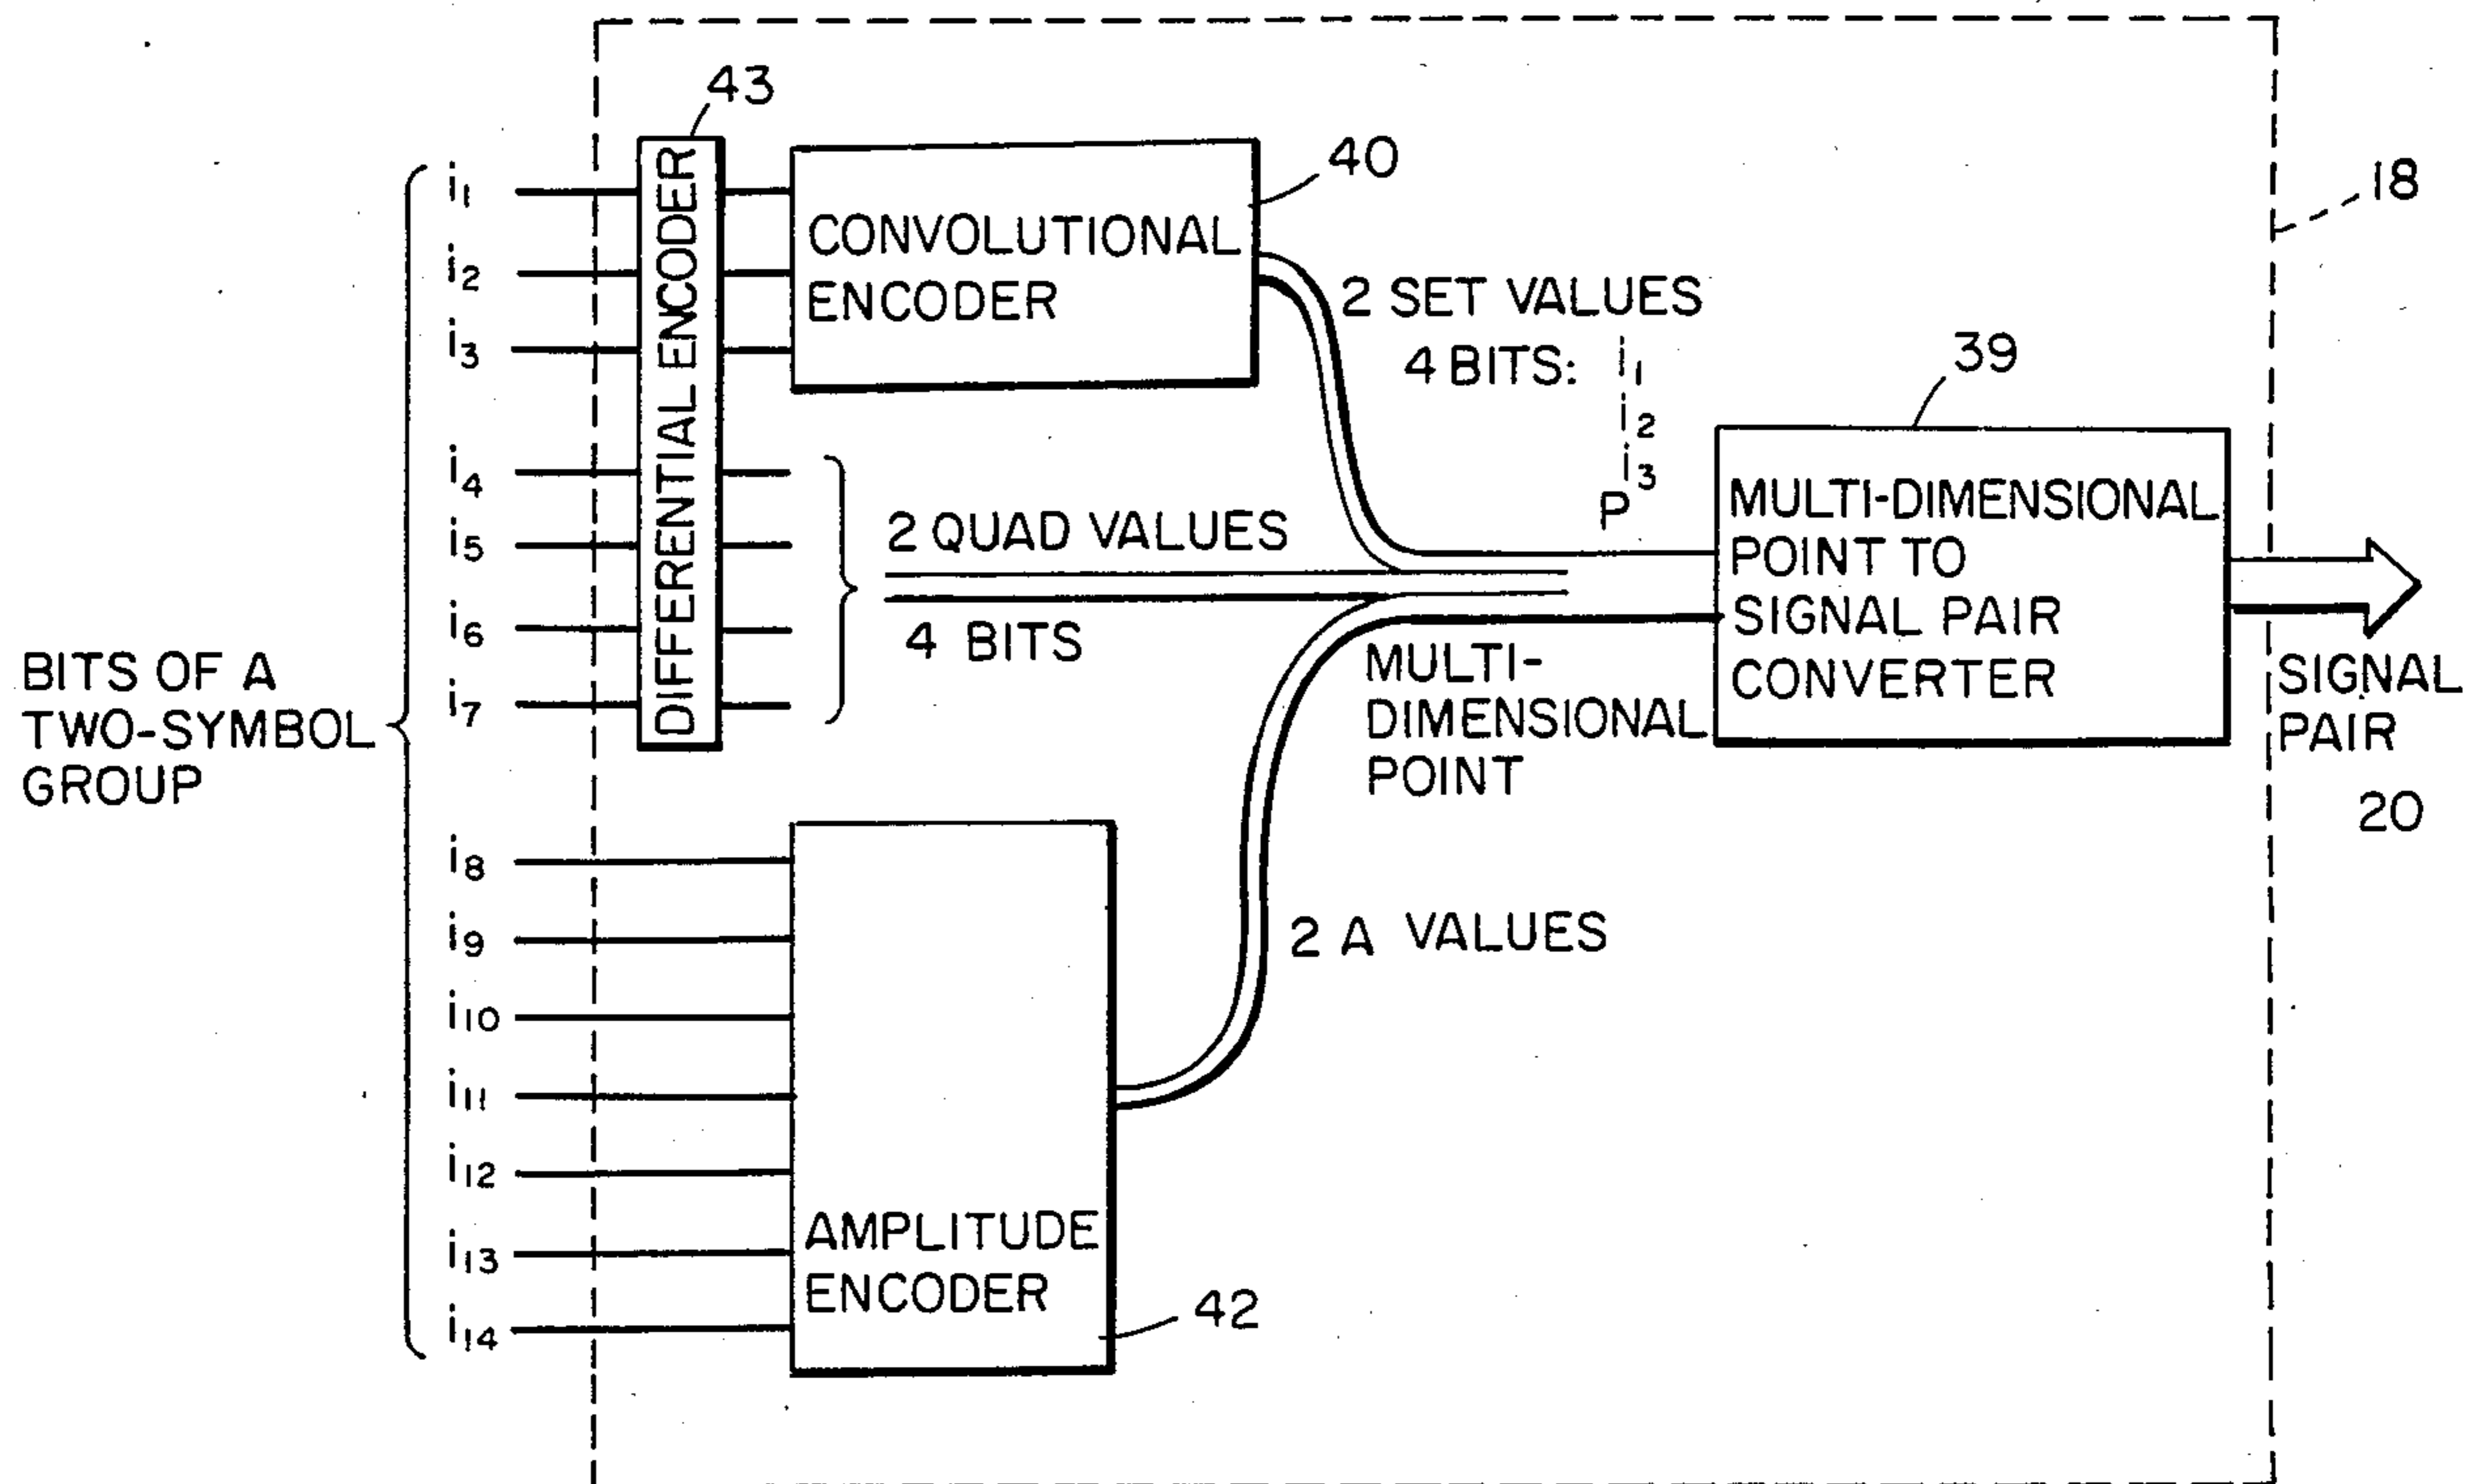 43
40
18
39
i1
i2
i3
i4
i5
i6
i7
i8
i9
i10
i11
i12
i13
i14
BITS OF A
TWO-SYMBOL
GROUP
DIFFERENTIAL ENCODER
CONVOLUTIONAL
ENCODER
2 SET VALUES
4 BITS: i1
i2
i3
P
2 QUAD VALUES
4 BITS
MULTI-
DIMENSIONAL
POINT
MULTI-DIMENSIONAL
POINT TO
SIGNAL PAIR
CONVERTER
SIGNAL
PAIR
20
2 A VALUES
AMPLITUDE
ENCODER
42